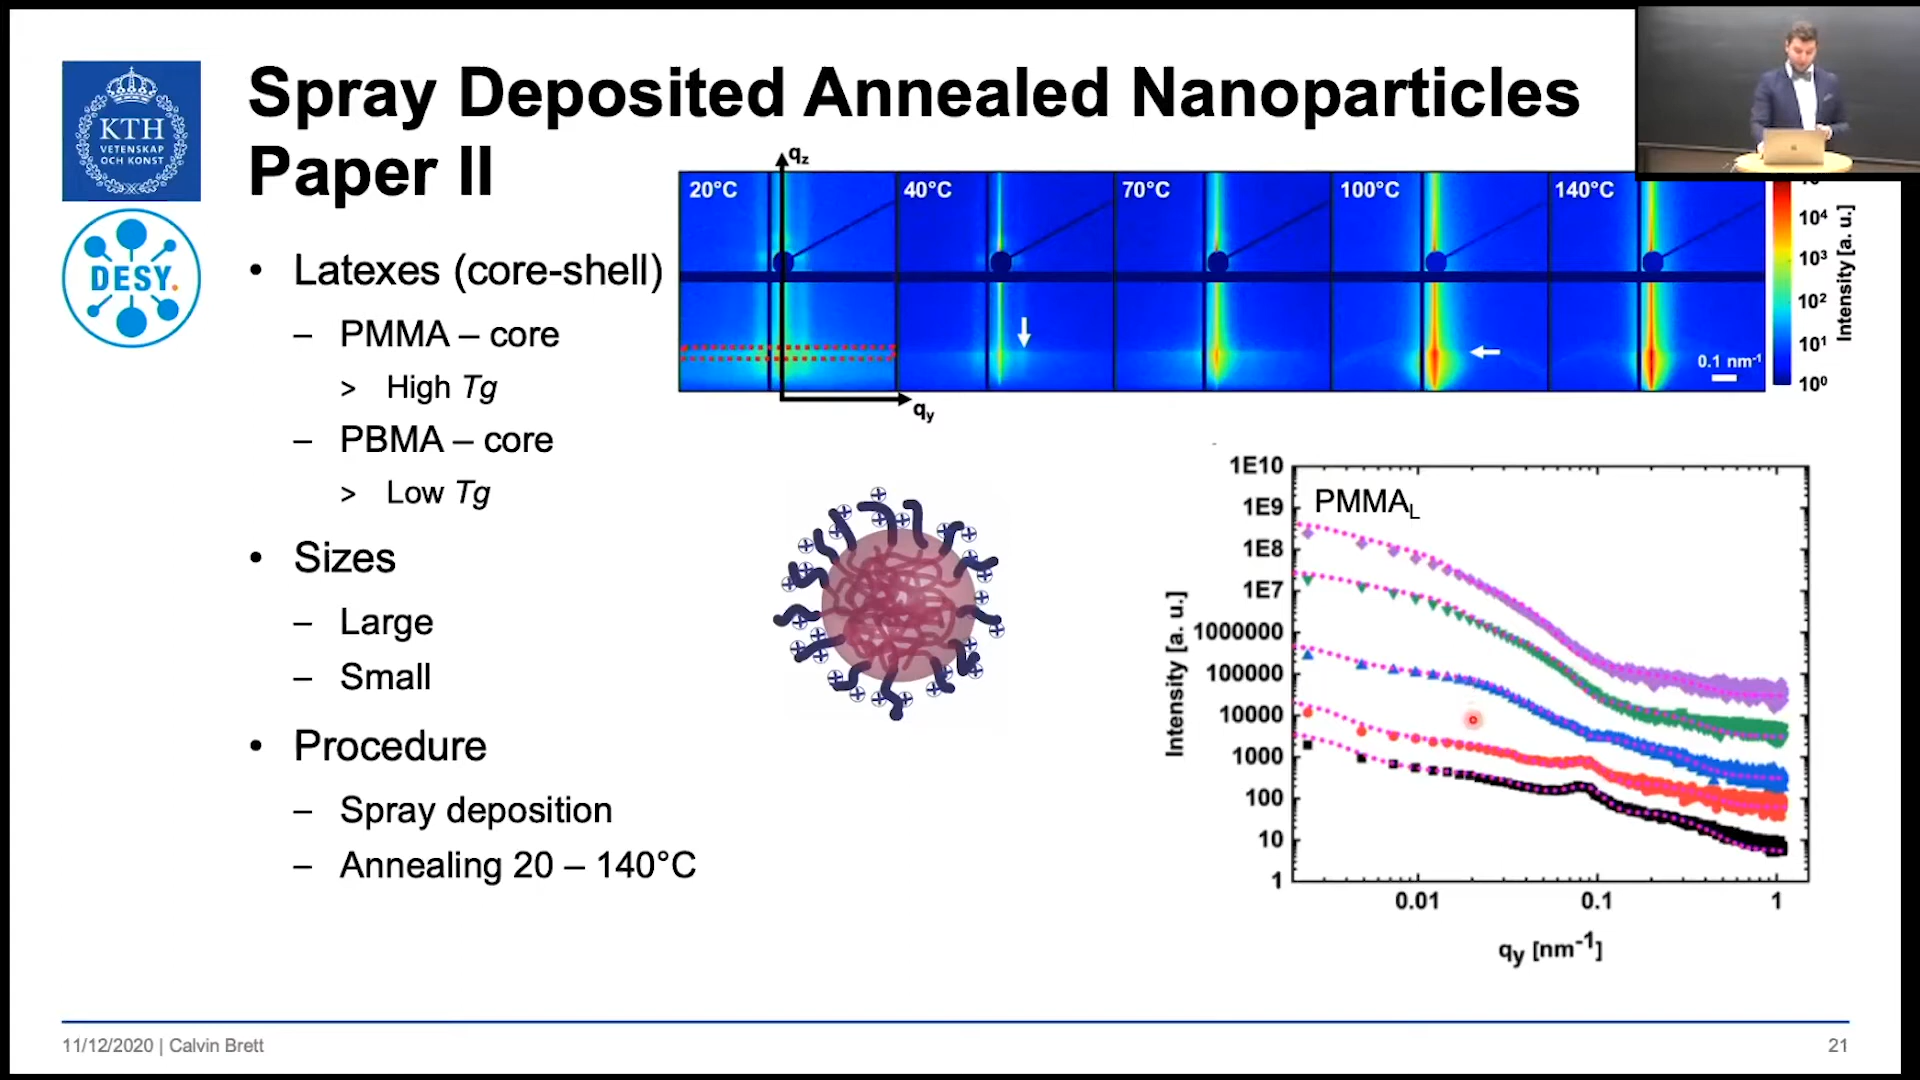 Spray Deposited Annealed Nanoparticles
Paper II
KTH
VETENSKAP
OCH KONST
DESY.
• Latexes (core-shell)
– PMMA – core
> High Tg
– PBMA – core
> Low Tg
• Sizes
– Large
– Small
• Procedure
– Spray deposition
– Annealing 20 – 140°C
qz
20°C
40°C
70°C
100°C
140°C
0.1 nm⁻¹
qy
10⁴
10³
10²
10¹
10⁰
Intensity [a. u.]
PMMAL
1E10
1E9
1E8
1E7
1000000
100000
10000
1000
100
10
1
Intensity [a. u.]
0.01
0.1
1
qy [nm⁻¹]
11/12/2020 | Calvin Brett
21